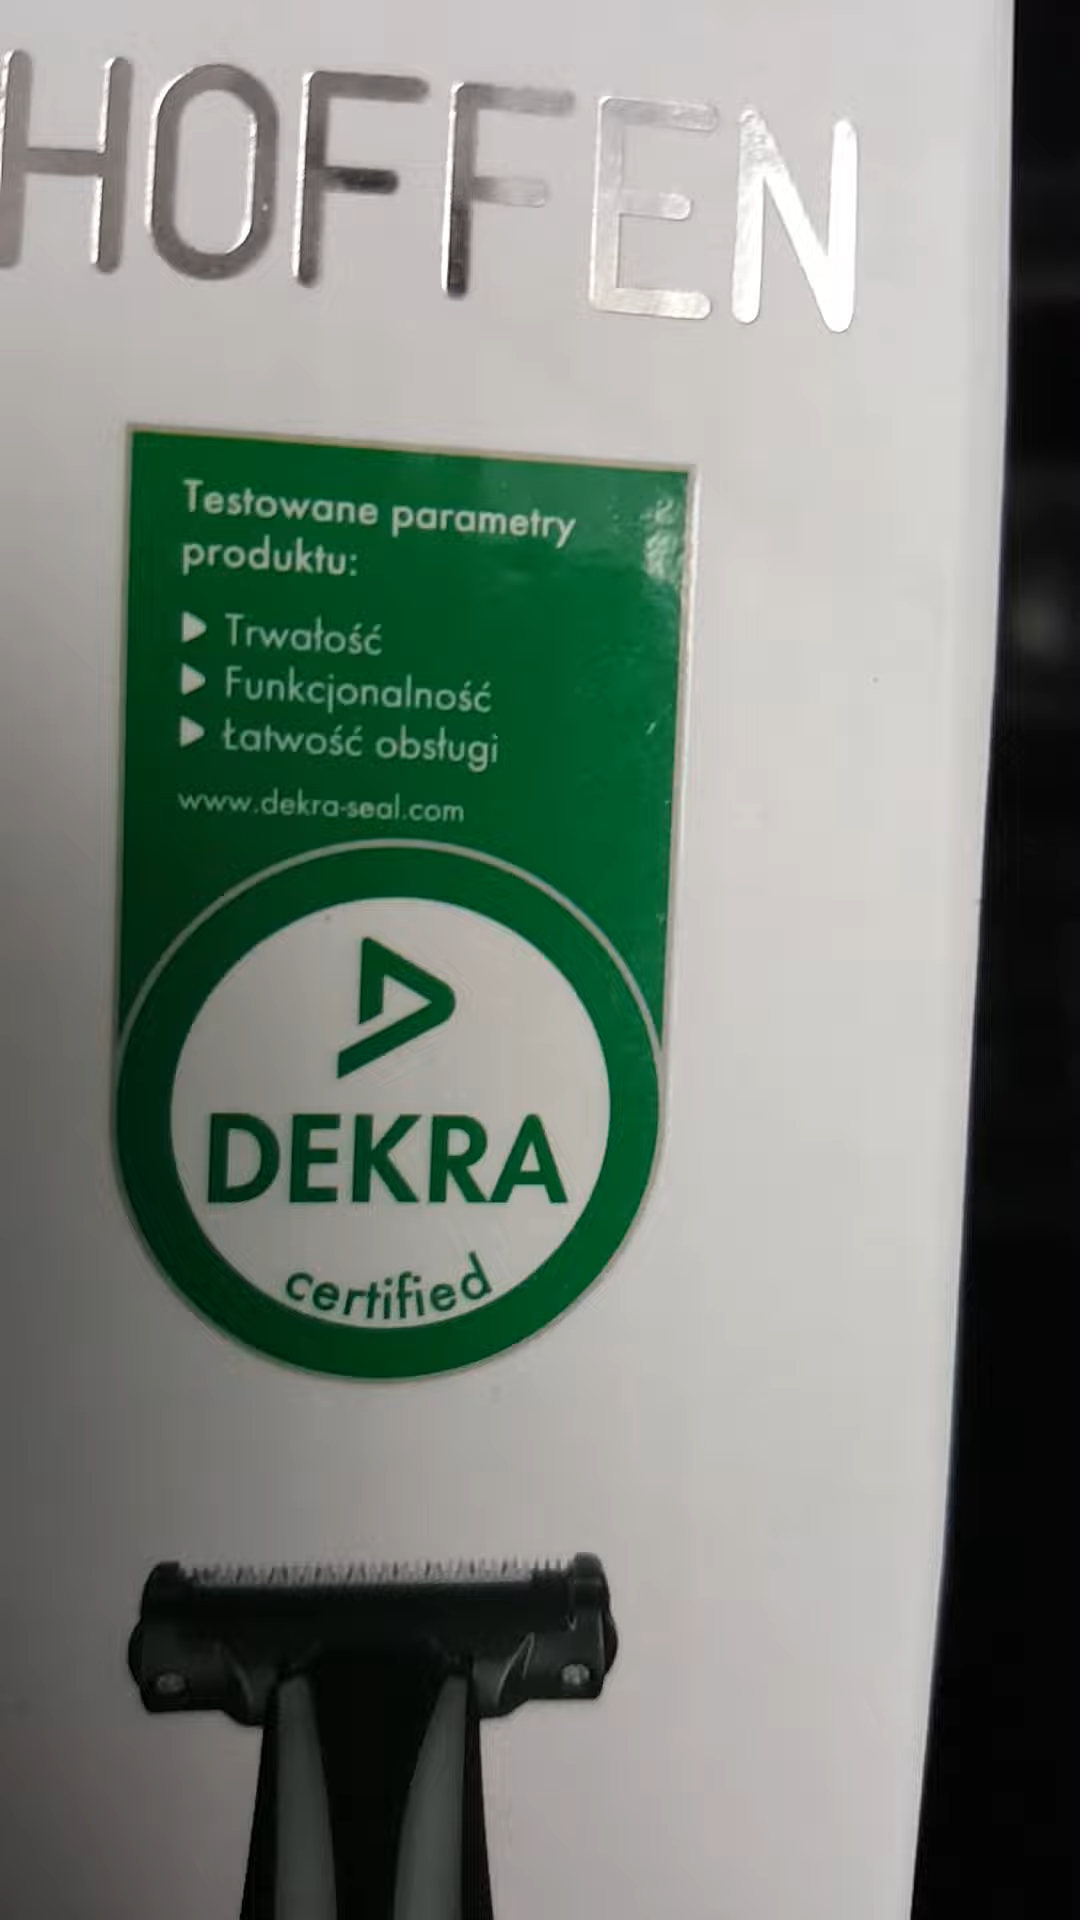 HOFFEN
Testowane parametry
produktu:
Trwałość
Funkcjonalność
Łatwość obsługi
www.dekra-seal.com
DEKRA
certified